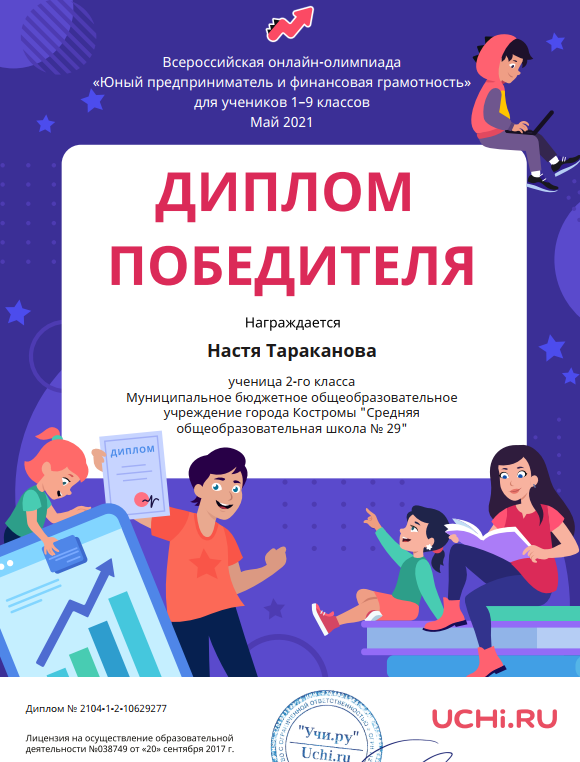 Всероссийская онлайн-олимпиада
«Юный предприниматель и финансовая грамотность»
для учеников 1–9 классов
Май 2021
ДИПЛОМ
ПОБЕДИТЕЛЯ
Награждается
Настя Тараканова
ученица 2-го класса
Муниципальное бюджетное общеобразовательное
учреждение города Костромы "Средняя
общеобразовательная школа № 29"
ДИПЛОМ
Диплом № 2104-1-2-10629277
Лицензия на осуществление образовательной
деятельности №038749 от «20» сентября 2017 г.
"Учи.ру"
Uchi.ru
UCHi.RU